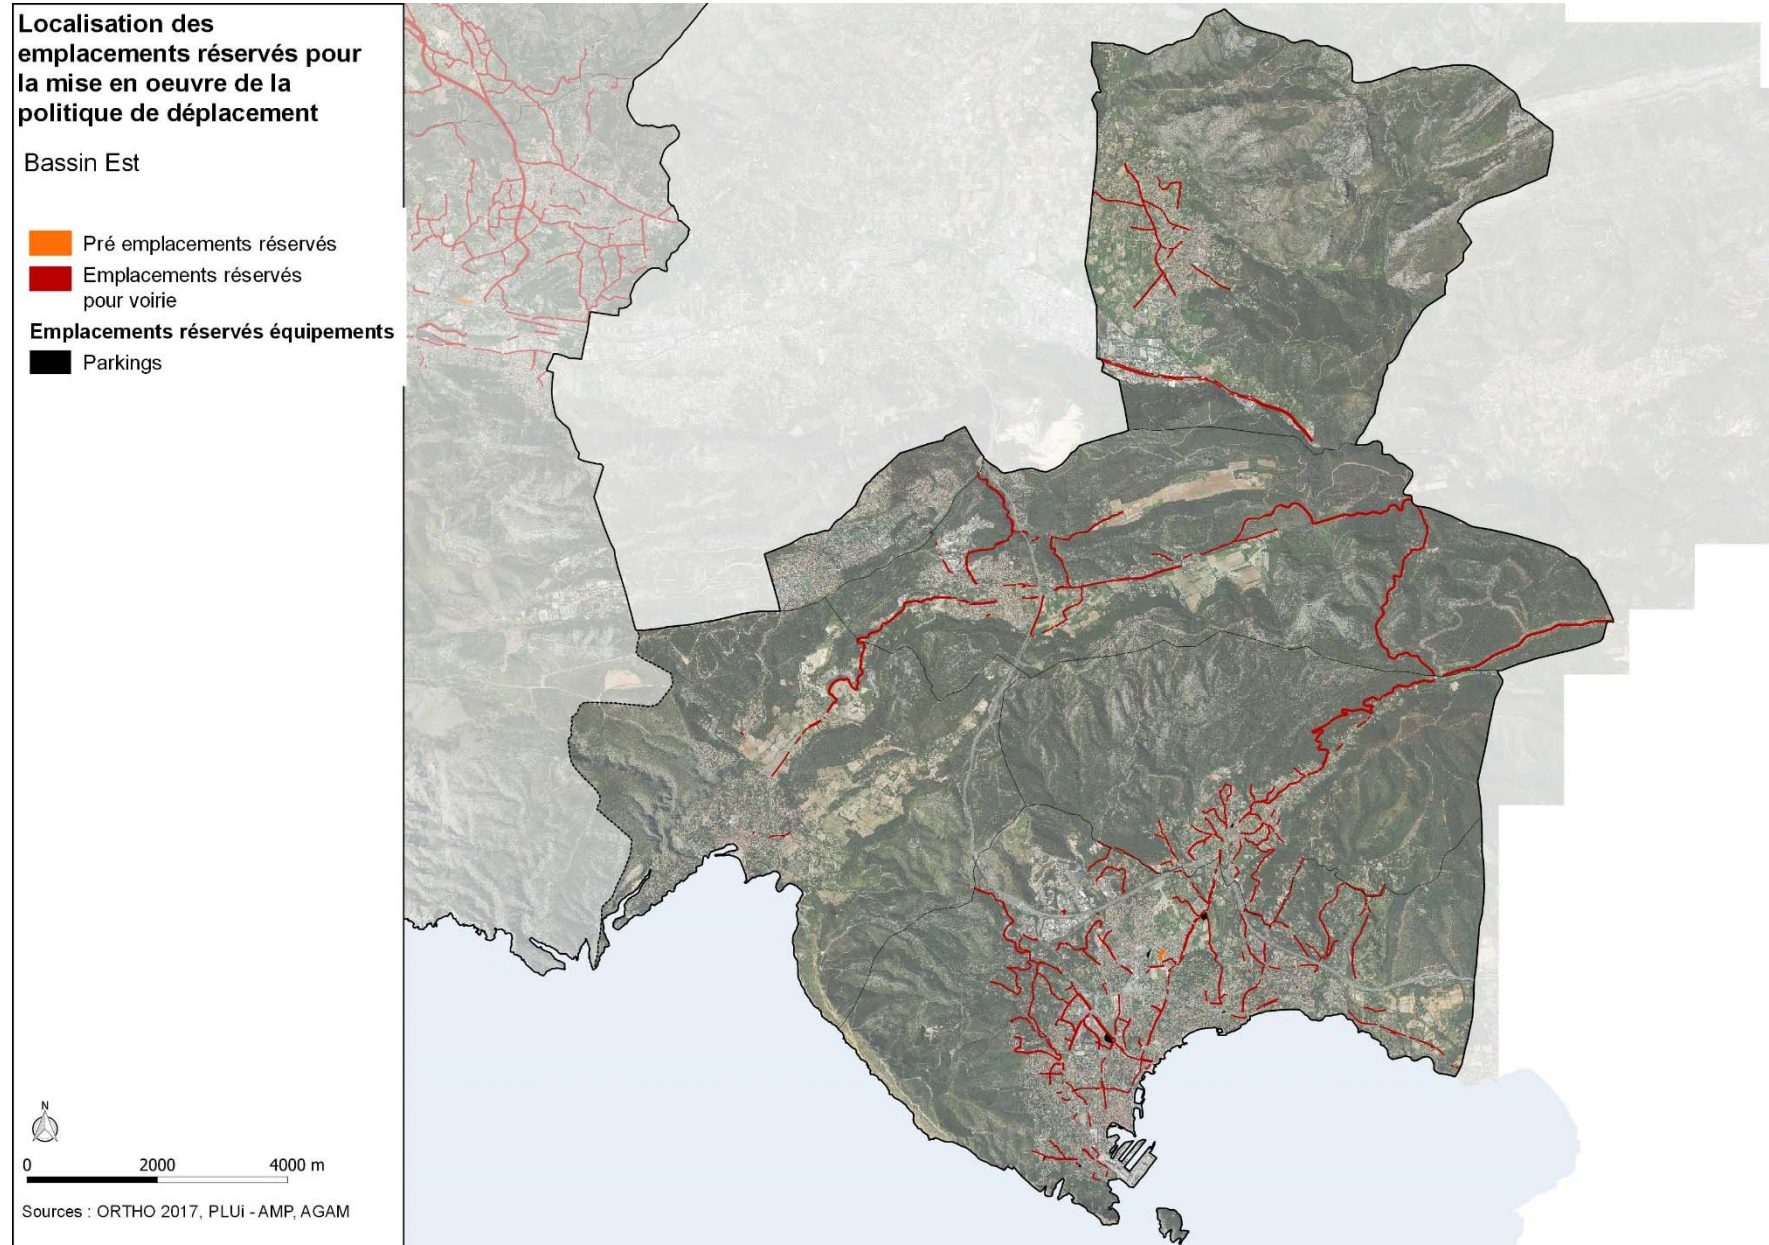 Localisation des
emplacements réservés pour
la mise en oeuvre de la
politique de déplacement
Bassin Est
Pré emplacements réservés
Emplacements réservés
pour voirie
Emplacements réservés équipements
Parkings
N
0 2000 4000 m
Sources : ORTHO 2017, PLUi - AMP, AGAM